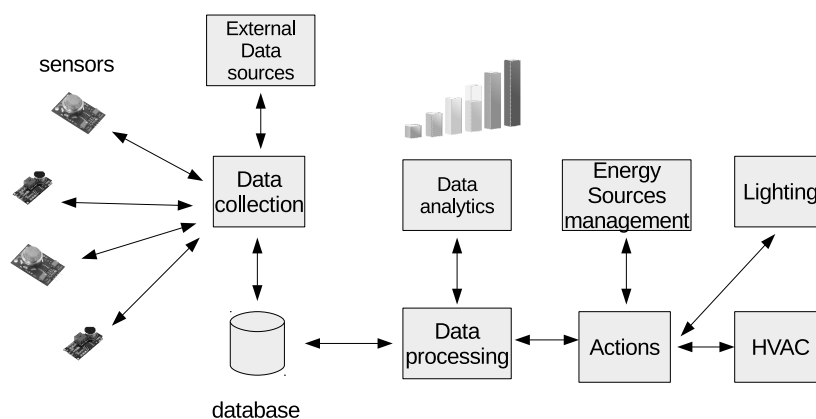 sensors
External
Data
sources
Data
collection
database
Data
analytics
Data
processing
Energy
Sources
management
Actions
Lighting
HVAC